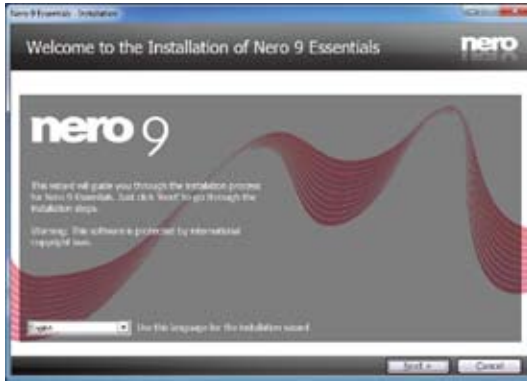 Nero 9 Essentials - Installation
Welcome to the Installation of Nero 9 Essentials
nero
nero 9
This wizard will guide you through the installation process
for Nero 9 Essentials. Just click 'Next' to go through the
installation steps.
Warning: This software is protected by international
copyright laws.
English
Use this language for the installation wizard
Next >
Cancel